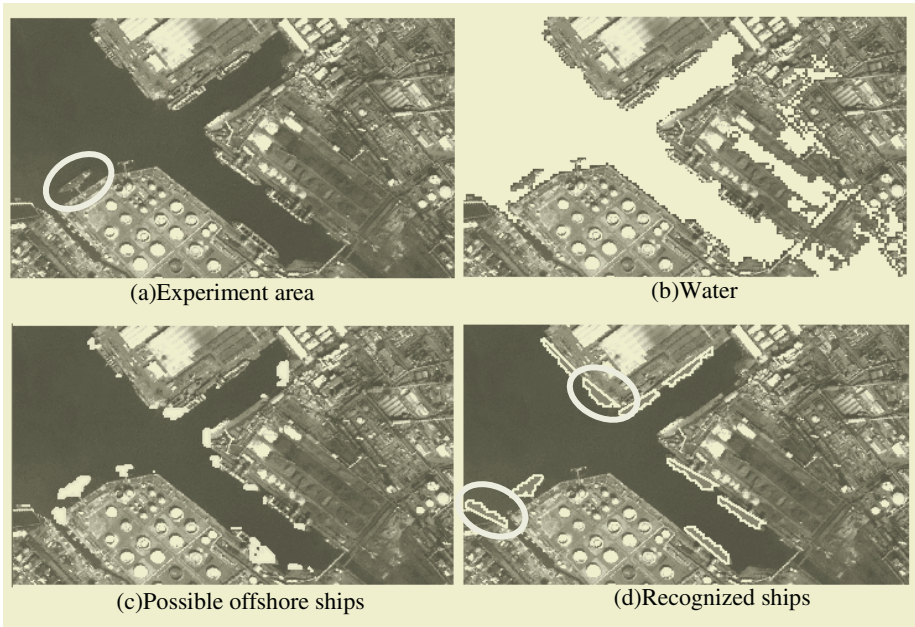 (a)Experiment area
(b)Water
(c)Possible offshore ships
(d)Recognized ships